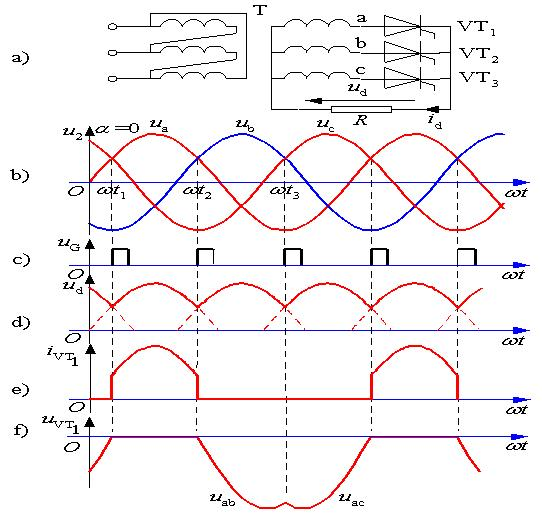 T
a)
a
b
c
VT1
VT2
VT3
ud
R
id
b)
u2
α=0
ua
ub
uc
O
ωt1
ωt2
ωt3
ωt
c)
uG
O
ωt
d)
ud
O
ωt
e)
iVT1
O
ωt
f)
uVT1
O
ωt
uab
uac